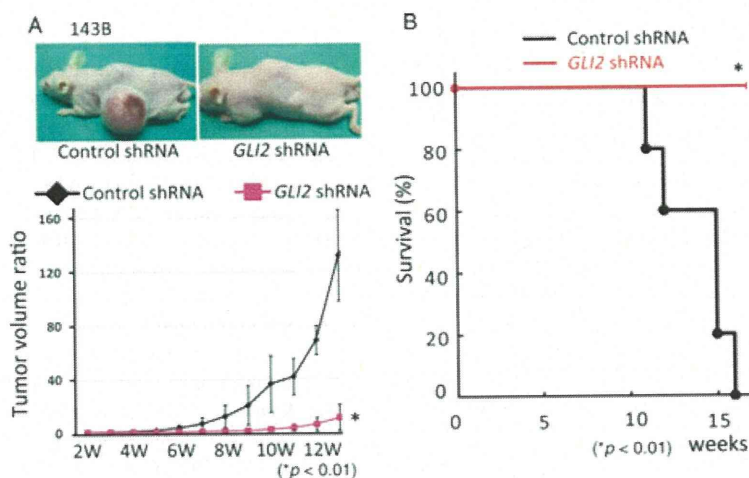 A
143B
Control shRNA
GLI2 shRNA
Control shRNA
GLI2 shRNA
Tumor volume ratio
160
120
80
40
0
2W 4W 6W 8W 10W 12W
*
(*p < 0.01)
B
Control shRNA
GLI2 shRNA
*
Survival (%)
100
80
60
40
20
0
0 5 10 15 weeks
(*p < 0.01)